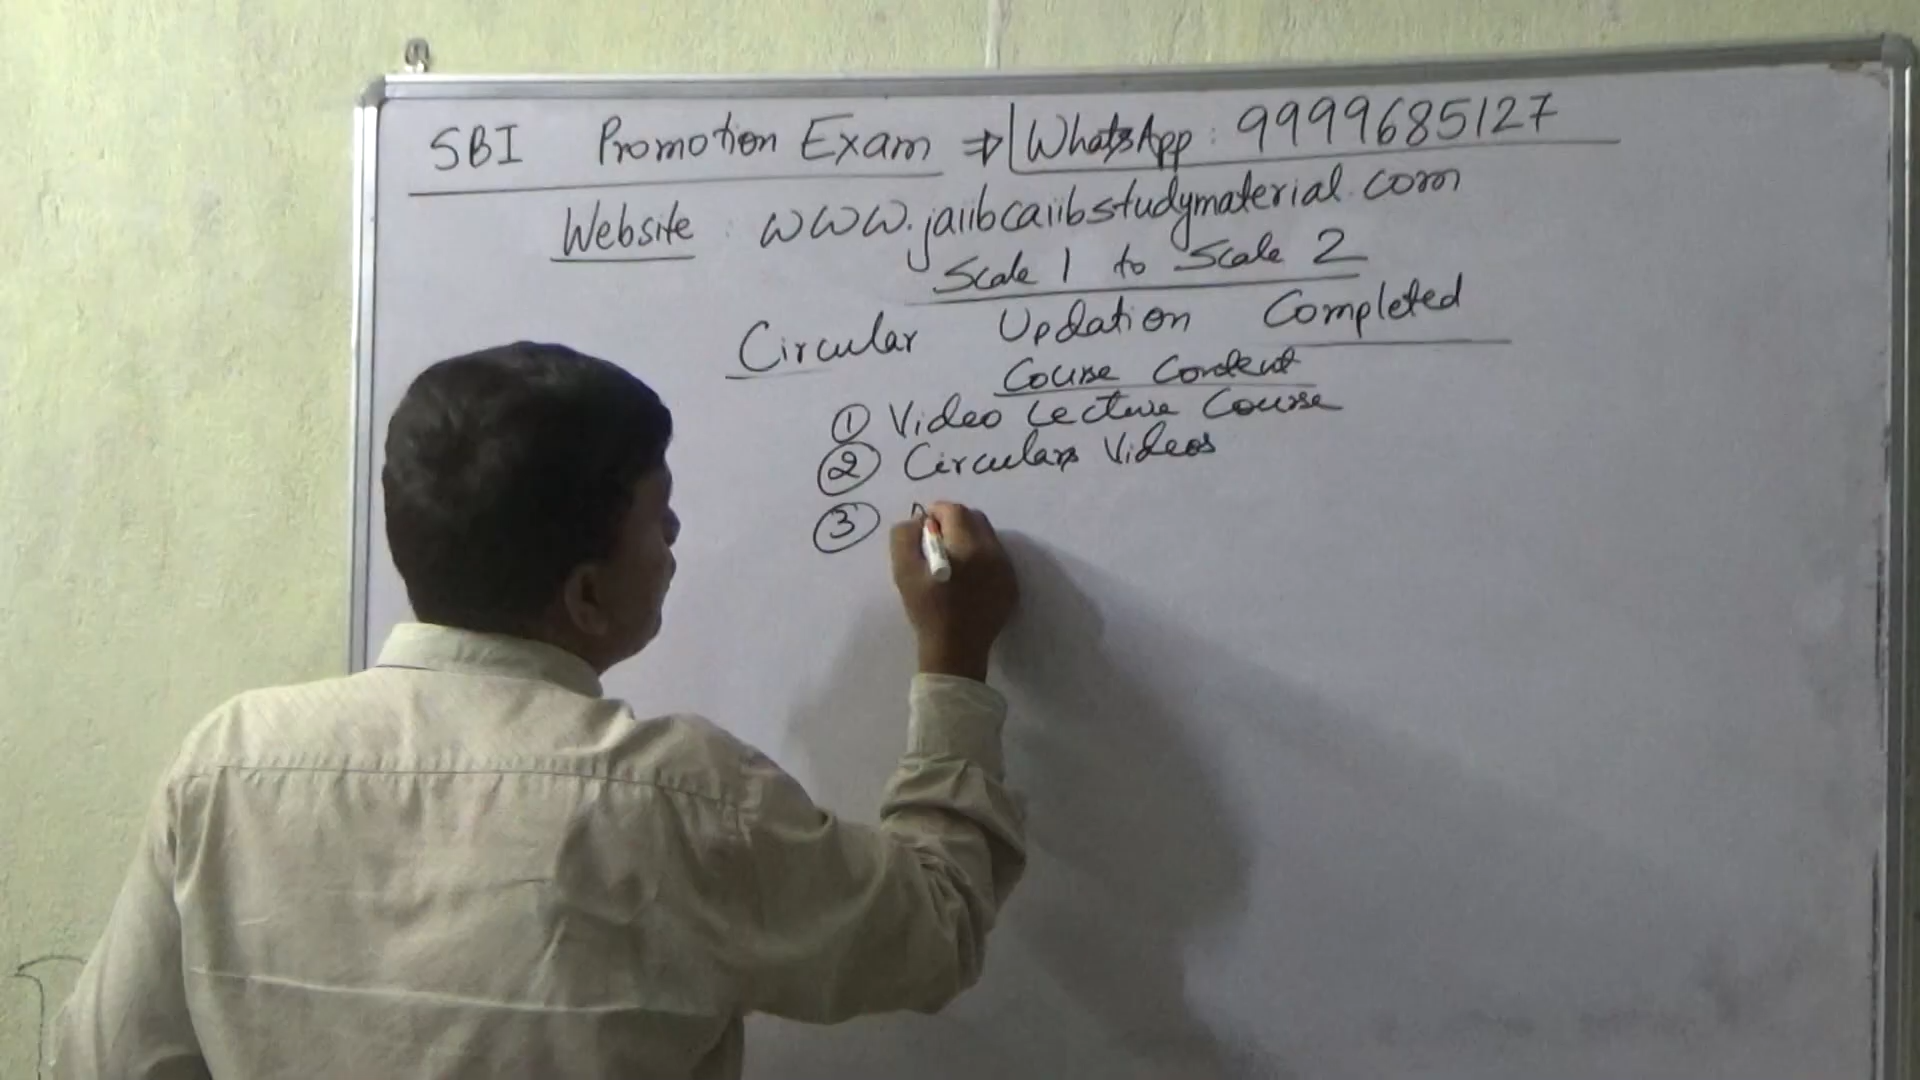 SBI Promotion Exam ⇒ WhatsApp : 9999685127
Website : www.jaiibcaiibstudymaterial.com
Scale 1 to Scale 2
Circular Updation Completed
Course Content
① Video Lecture Course
② Circulars Videos
③